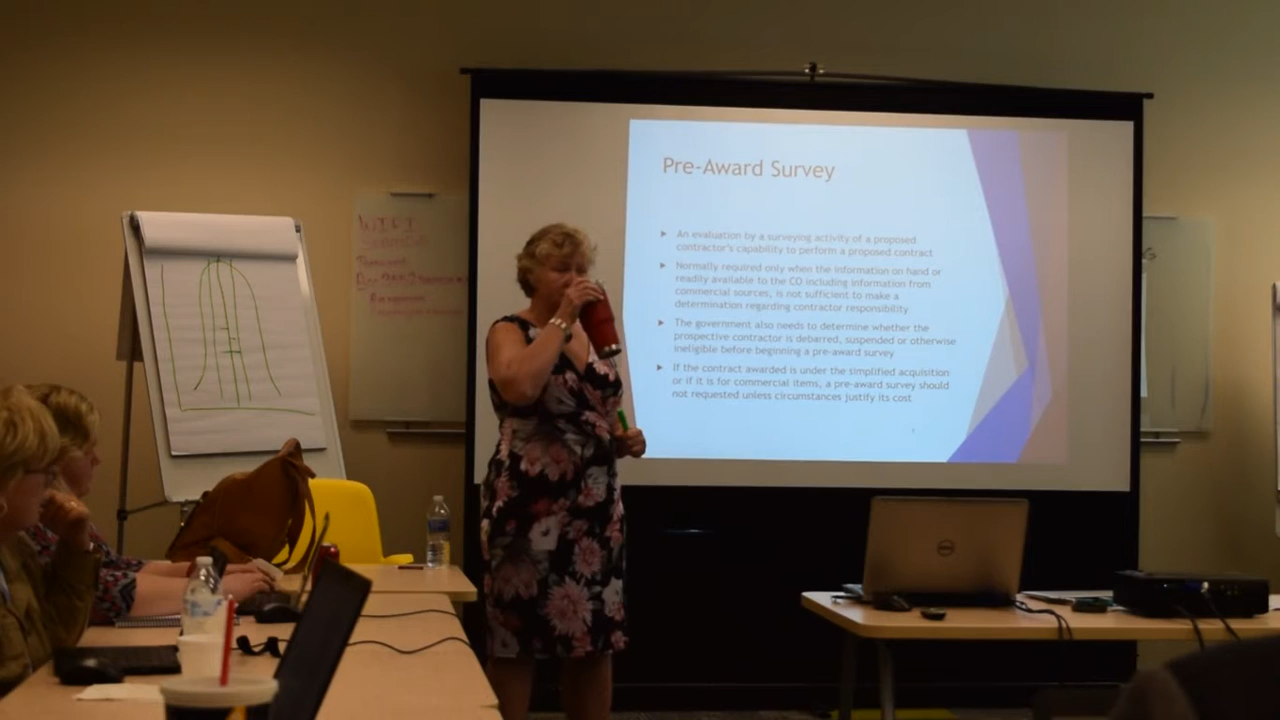 Pre-Award Survey
An evaluation by a surveying activity of a proposed
contractor's capability to perform a proposed contract
Normally required only when the information on hand or
readily available to the CO including information from
commercial sources, is not sufficient to make a
determination regarding contractor responsibility
The government also needs to determine whether the
prospective contractor is debarred, suspended or otherwise
ineligible before beginning a pre-award survey
If the contract awarded is under the simplified acquisition
or if it is for commercial items, a pre-award survey should
not requested unless circumstances justify its cost
WIFI
DELL